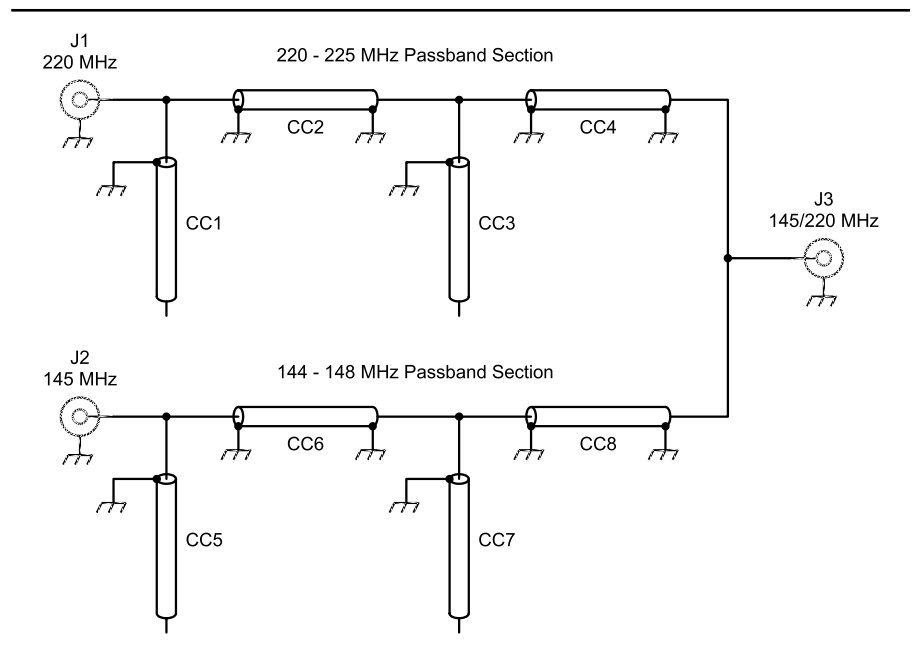 J1
220 MHz
220 - 225 MHz Passband Section
CC2
CC4
CC1
CC3
J3
145/220 MHz
J2
145 MHz
144 - 148 MHz Passband Section
CC6
CC8
CC5
CC7